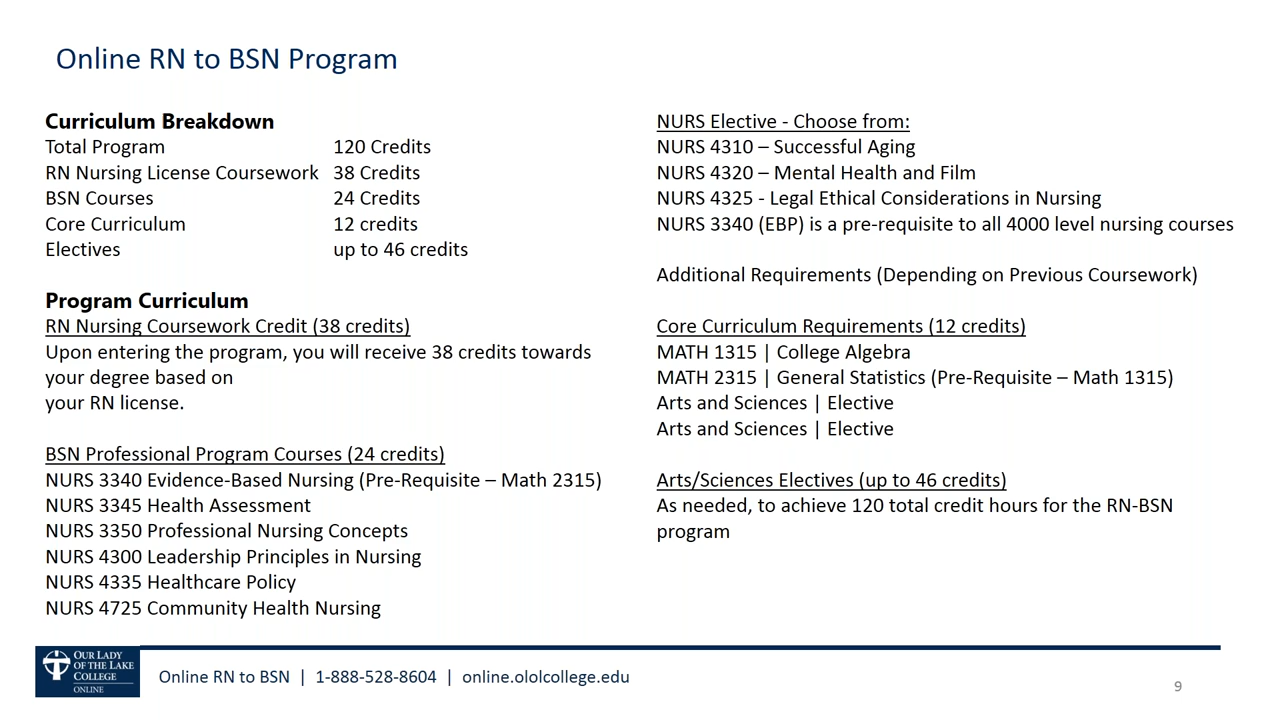 Online RN to BSN Program
Curriculum Breakdown
Total Program 120 Credits
RN Nursing License Coursework 38 Credits
BSN Courses 24 Credits
Core Curriculum 12 credits
Electives up to 46 credits
Program Curriculum
RN Nursing Coursework Credit (38 credits)
Upon entering the program, you will receive 38 credits towards
your degree based on
your RN license.
BSN Professional Program Courses (24 credits)
NURS 3340 Evidence-Based Nursing (Pre-Requisite – Math 2315)
NURS 3345 Health Assessment
NURS 3350 Professional Nursing Concepts
NURS 4300 Leadership Principles in Nursing
NURS 4335 Healthcare Policy
NURS 4725 Community Health Nursing
NURS Elective - Choose from:
NURS 4310 – Successful Aging
NURS 4320 – Mental Health and Film
NURS 4325 - Legal Ethical Considerations in Nursing
NURS 3340 (EBP) is a pre-requisite to all 4000 level nursing courses
Additional Requirements (Depending on Previous Coursework)
Core Curriculum Requirements (12 credits)
MATH 1315 | College Algebra
MATH 2315 | General Statistics (Pre-Requisite – Math 1315)
Arts and Sciences | Elective
Arts and Sciences | Elective
Arts/Sciences Electives (up to 46 credits)
As needed, to achieve 120 total credit hours for the RN-BSN
program
OUR LADY
OF THE LAKE
COLLEGE
ONLINE
Online RN to BSN | 1-888-528-8604 | online.ololcollege.edu
9